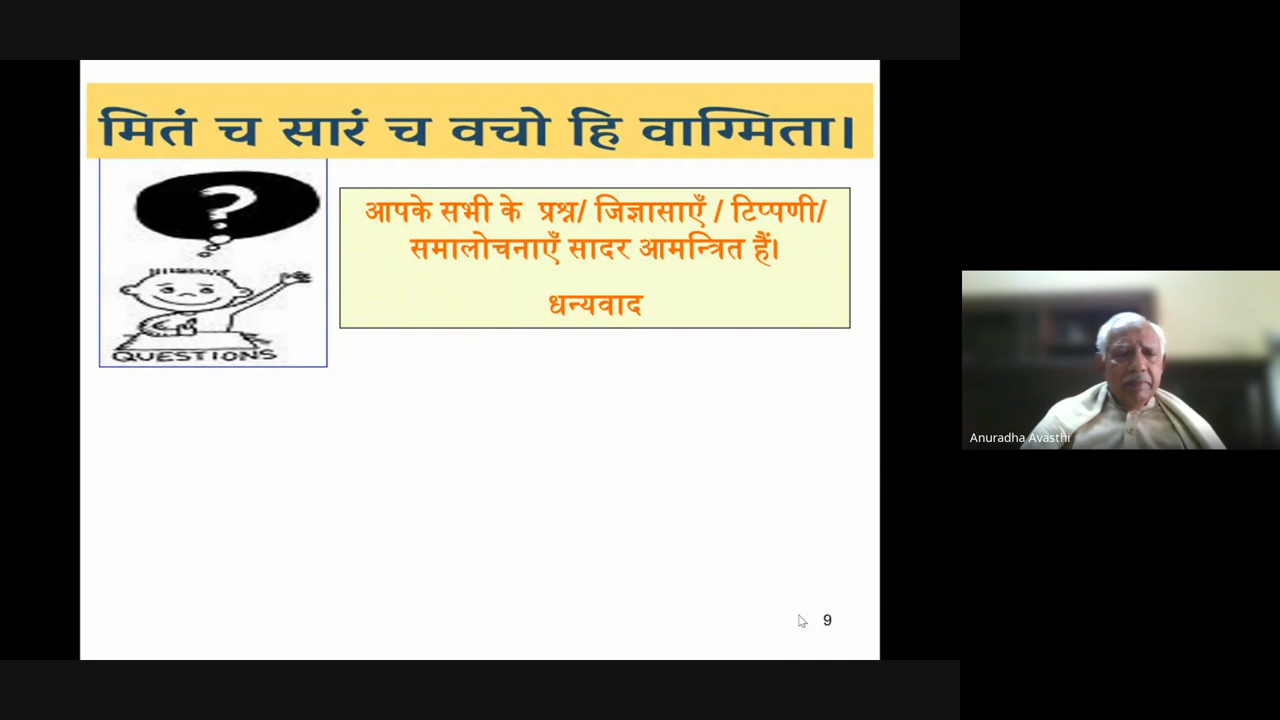 मितं च सारं च वचो हि वाग्मिता।
?
आपके सभी के प्रश्न/ जिज्ञासाएँ / टिप्पणी/
समालोचनाएँ सादर आमन्त्रित हैं।
धन्यवाद
QUESTIONS
Anuradha Avasthi
9